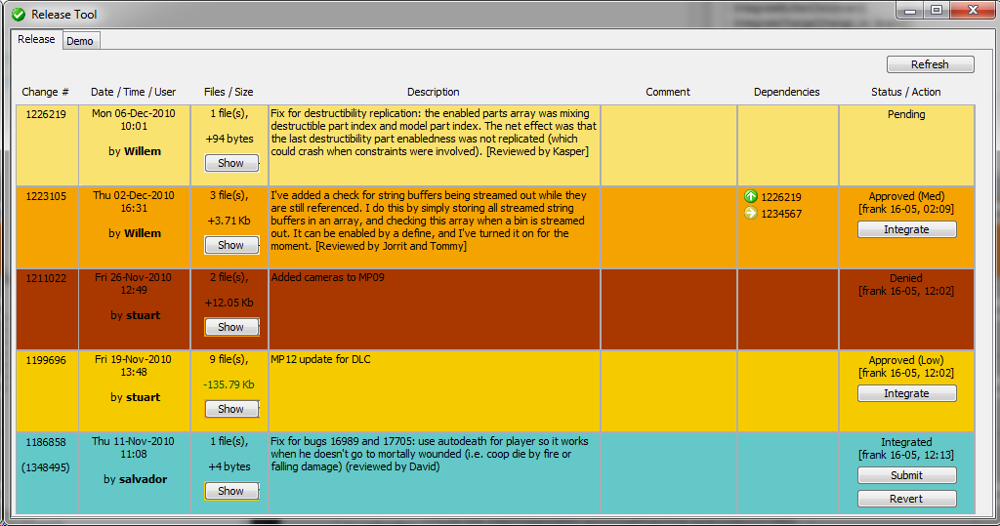 Release Tool
Release Demo
Refresh
Change # Date / Time / User Files / Size Description Comment Dependencies Status / Action
1226219
Mon 06-Dec-2010
10:01
by Willem
1 file(s),
+94 bytes
Show
Fix for destructibility replication: the enabled parts array was mixing
destructible part index and model part index. The net effect was that
the last destructibility part enabledness was not replicated (which
could crash when constraints were involved). [Reviewed by Kasper]
Pending
1223105
Thu 02-Dec-2010
16:31
by Willem
3 file(s),
+3.71 Kb
Show
I've added a check for string buffers being streamed out while they
are still referenced. I do this by simply storing all streamed string
buffers in an array, and checking this array when a bin is streamed
out. It can be enabled by a define, and I've turned it on for the
moment. [Reviewed by Jorrit and Tommy]
1226219
1234567
Approved (Med)
[frank 16-05, 02:09]
Integrate
1211022
Fri 26-Nov-2010
12:49
by stuart
2 file(s),
+12.05 Kb
Show
Added cameras to MP09
Denied
[frank 16-05, 12:02]
1199696
Fri 19-Nov-2010
13:48
by stuart
9 file(s),
-135.79 Kb
Show
MP12 update for DLC
Approved (Low)
[frank 16-05, 12:02]
Integrate
1186858
(1348495)
Thu 11-Nov-2010
11:08
by salvador
1 file(s),
+4 bytes
Show
Fix for bugs 16989 and 17705: use autodeath for player so it works
when he doesn't go to mortally wounded (i.e. coop die by fire or
falling damage) (reviewed by David)
Integrated
[frank 16-05, 12:13]
Submit
Revert